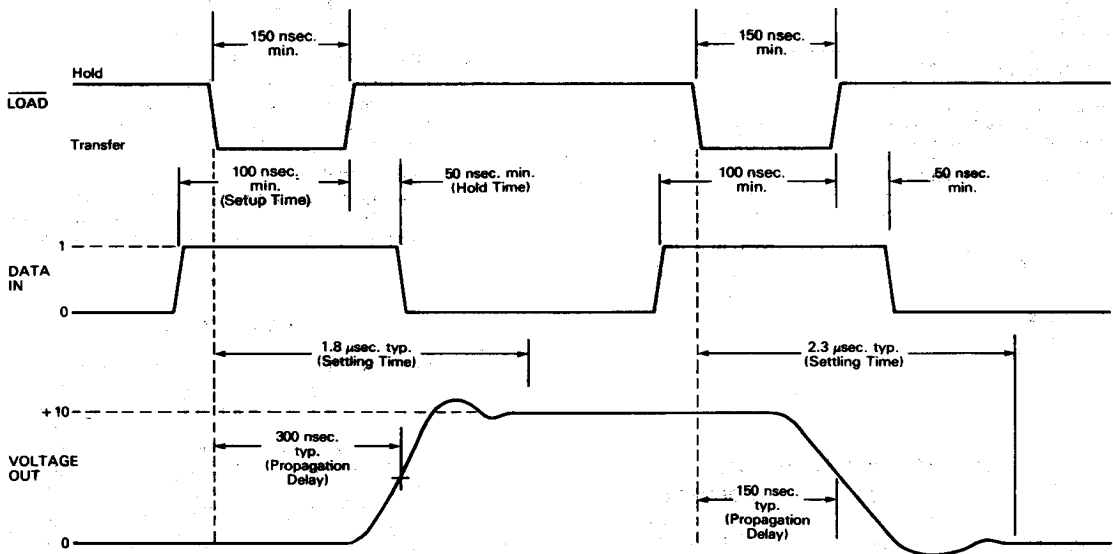 150 nsec.
min.
150 nsec.
min.
Hold
LOAD
Transfer
100 nsec.
min.
(Setup Time)
50 nsec. min.
(Hold Time)
100 nsec.
min.
50 nsec.
min.
1
DATA
IN
0
1.8 μsec. typ.
(Settling Time)
2.3 μsec. typ.
(Settling Time)
+10
300 nsec.
typ.
(Propagation
Delay)
VOLTAGE
OUT
150 nsec.
typ.
(Propagation
Delay)
0